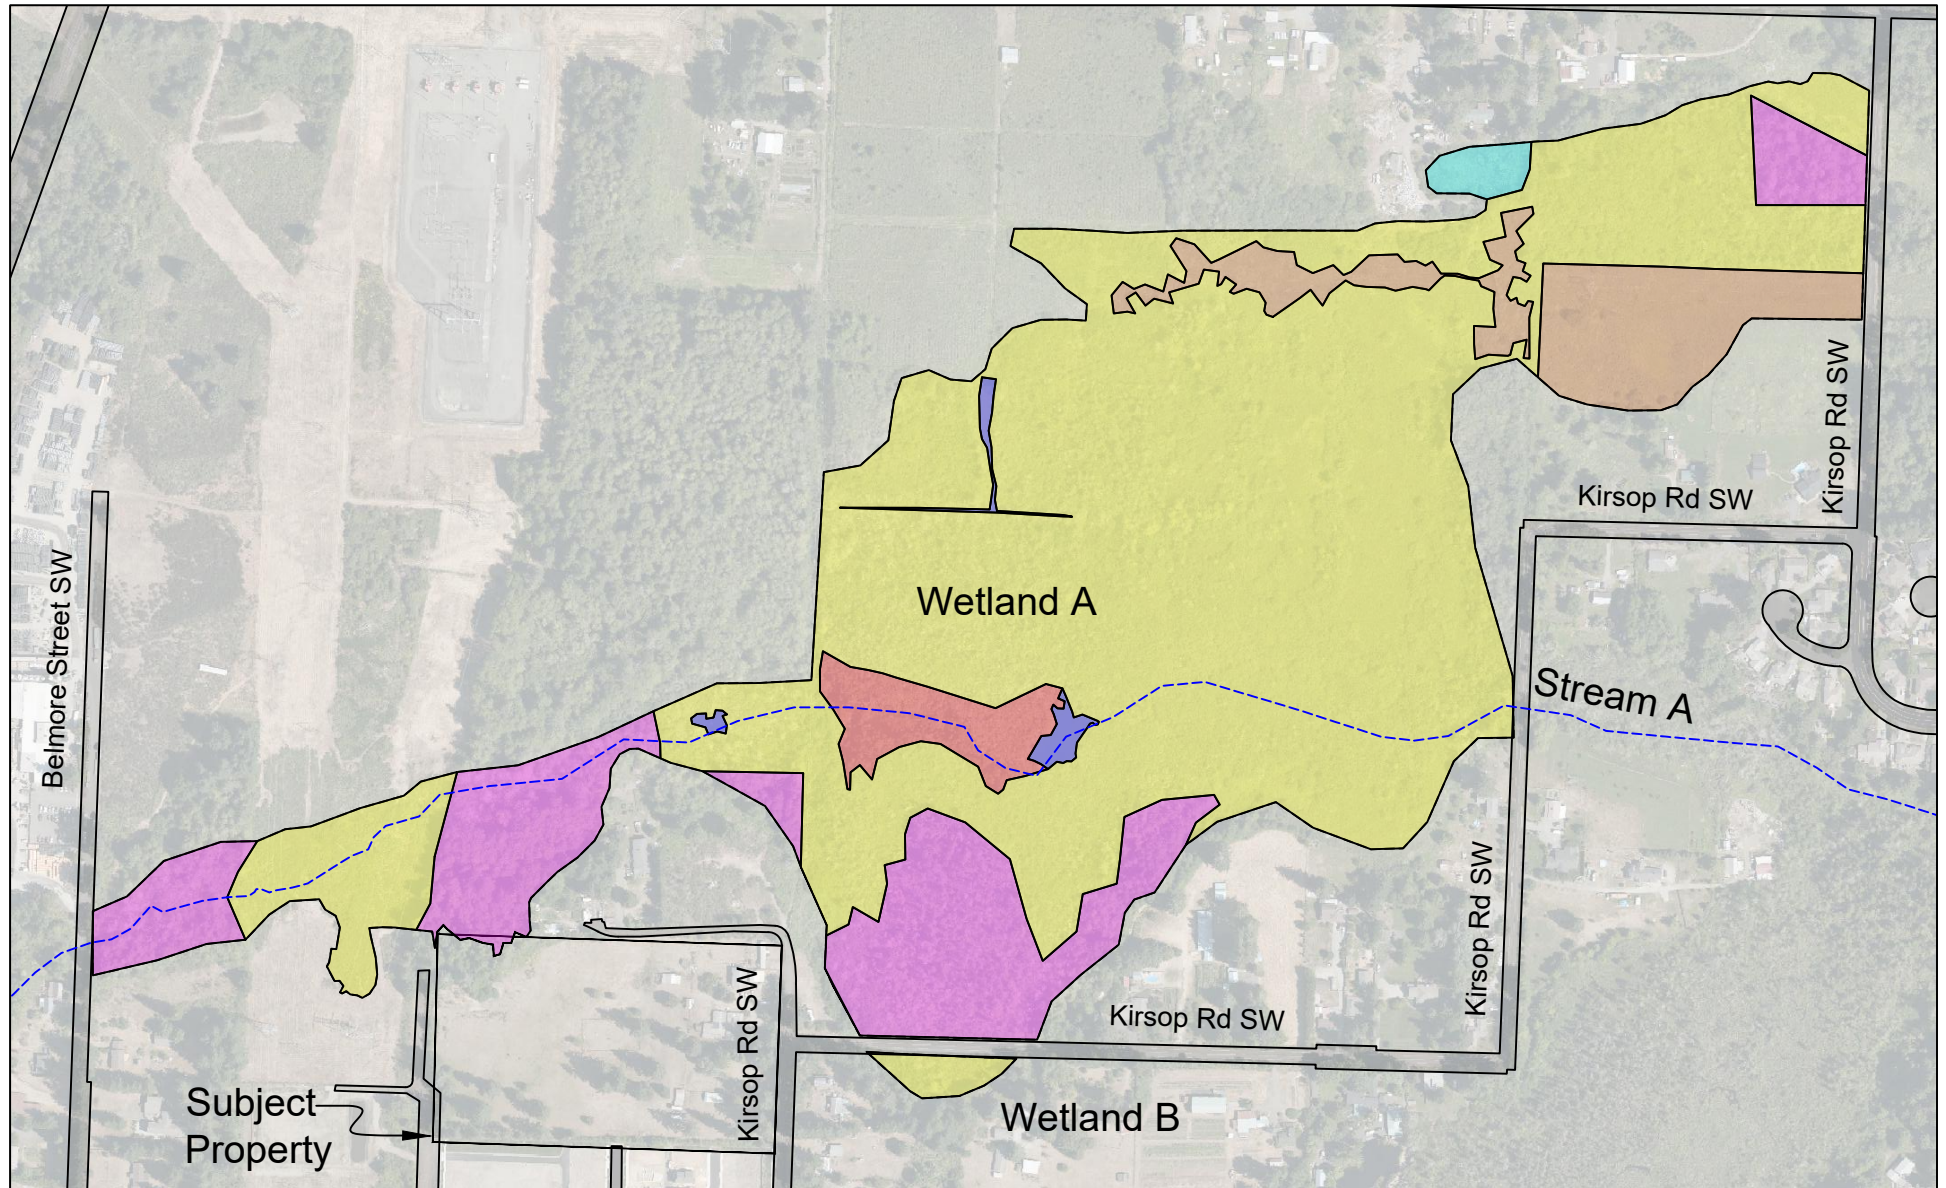 Kirsop Rd SW
Kirsop Rd SW
Belmore Street SW
Wetland A
Stream A
Kirsop Rd SW
Kirsop Rd SW
Kirsop Rd SW
Subject
Property
Wetland B